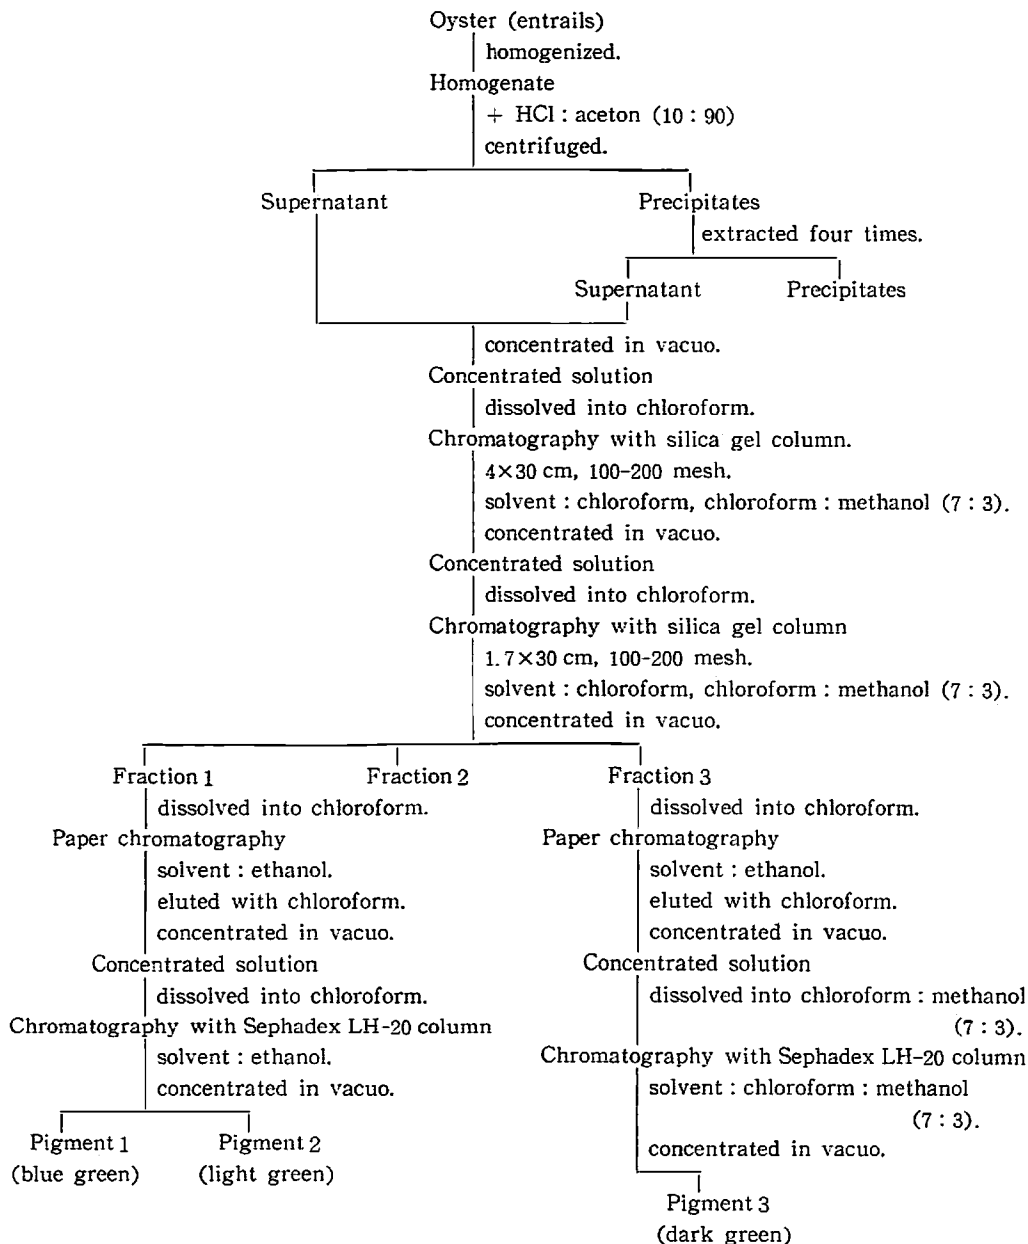 Oyster (entrails)
homogenized.
Homogenate
+ HCl : aceton (10 : 90)
centrifuged.
Supernatant
Precipitates
extracted four times.
Supernatant
Precipitates
concentrated in vacuo.
Concentrated solution
dissolved into chloroform.
Chromatography with silica gel column.
4×30 cm, 100-200 mesh.
solvent : chloroform, chloroform : methanol (7 : 3).
concentrated in vacuo.
Concentrated solution
dissolved into chloroform.
Chromatography with silica gel column
1.7×30 cm, 100-200 mesh.
solvent : chloroform, chloroform : methanol (7 : 3).
concentrated in vacuo.
Fraction 1
Fraction 2
Fraction 3
dissolved into chloroform.
Paper chromatography
solvent : ethanol.
eluted with chloroform.
concentrated in vacuo.
Concentrated solution
dissolved into chloroform.
Chromatography with Sephadex LH-20 column
solvent : ethanol.
concentrated in vacuo.
Pigment 1
(blue green)
Pigment 2
(light green)
dissolved into chloroform.
Paper chromatography
solvent : ethanol.
eluted with chloroform.
concentrated in vacuo.
Concentrated solution
dissolved into chloroform : methanol
(7 : 3).
Chromatography with Sephadex LH-20 column
solvent : chloroform : methanol
(7 : 3).
concentrated in vacuo.
Pigment 3
(dark green)